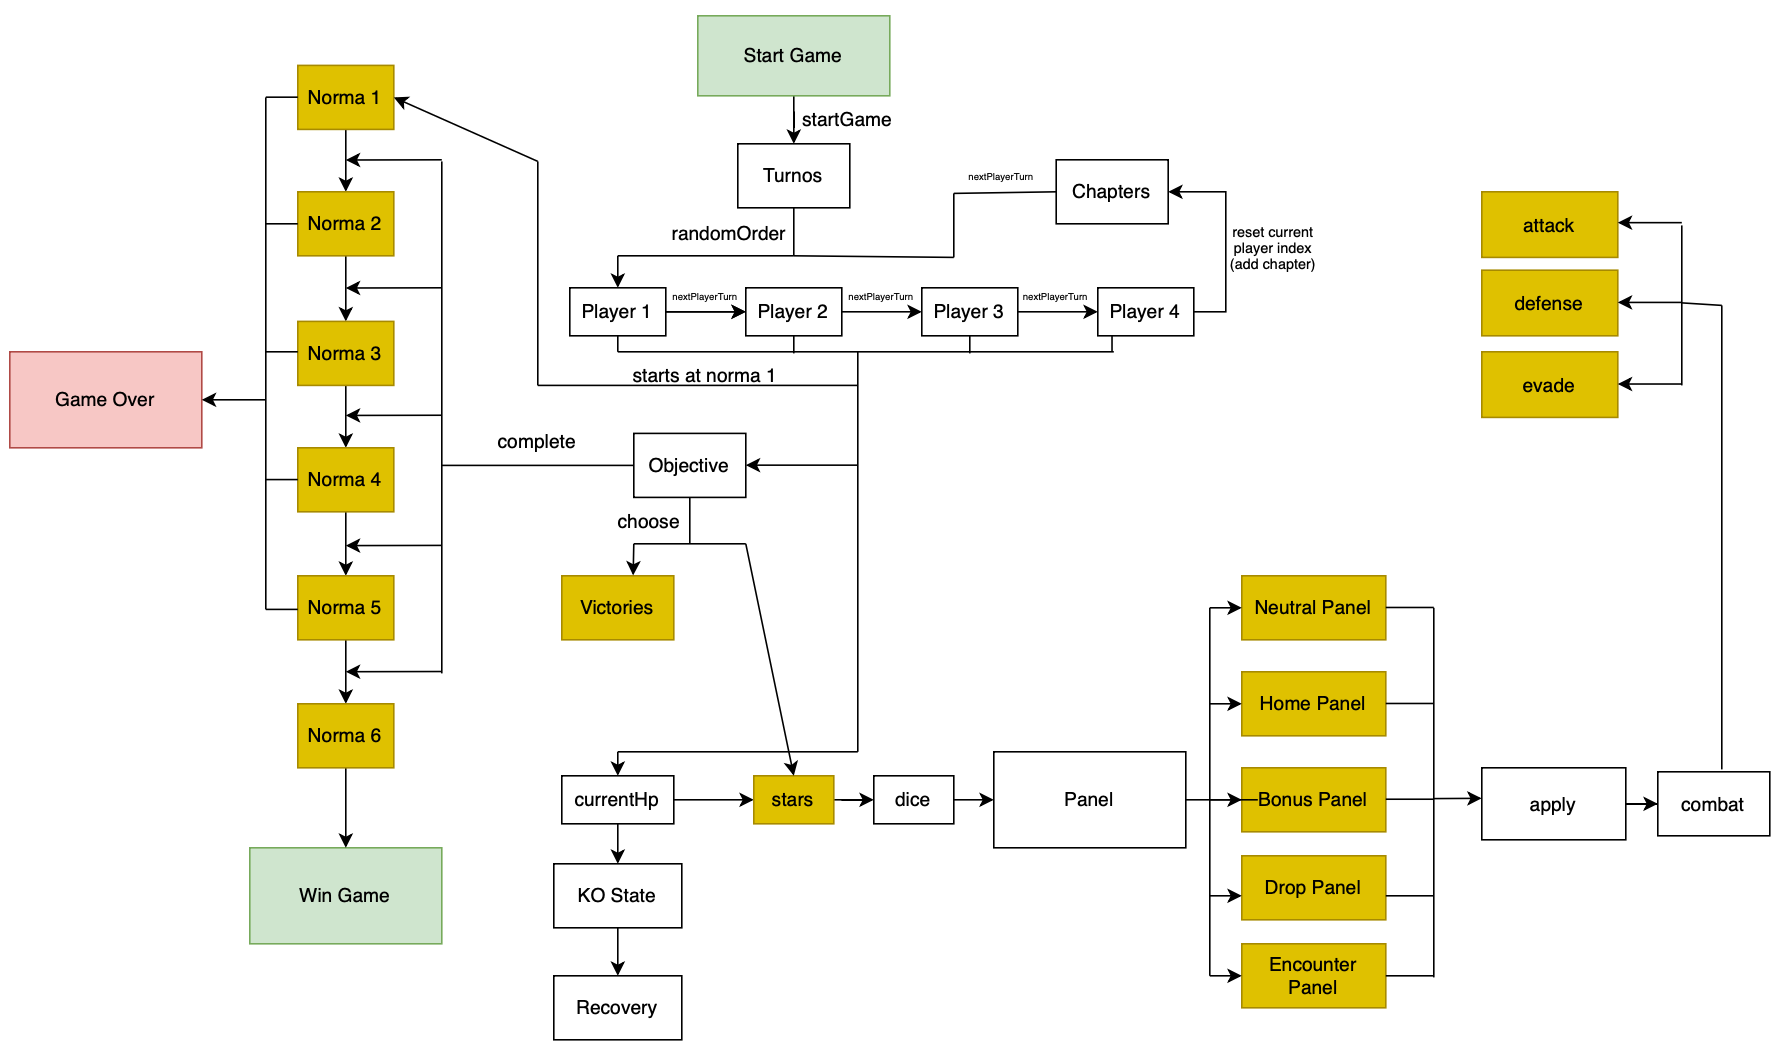 Start Game
startGame
Turnos
randomOrder
nextPlayerTurn
Chapters
reset current
player index
(add chapter)
Player 1
nextPlayerTurn
Player 2
nextPlayerTurn
Player 3
nextPlayerTurn
Player 4
starts at norma 1
Norma 1
Norma 2
Norma 3
Norma 4
Norma 5
Norma 6
Game Over
Win Game
complete
Objective
choose
Victories
currentHp
stars
dice
Panel
KO State
Recovery
Neutral Panel
Home Panel
Bonus Panel
Drop Panel
Encounter
Panel
apply
combat
attack
defense
evade